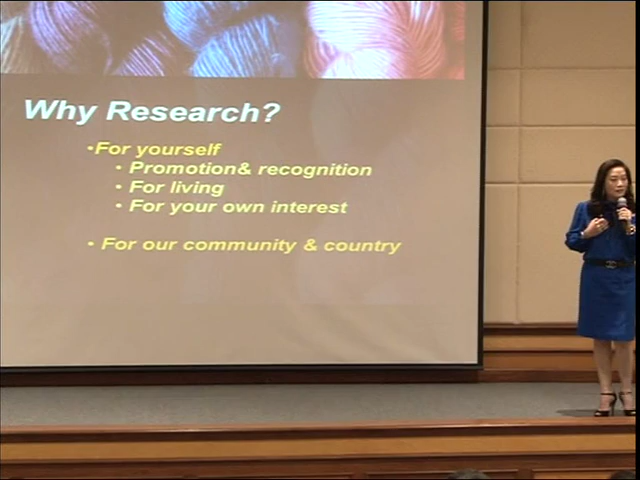 Why Research?
•For yourself
• Promotion& recognition
• For living
• For your own interest
• For our community & country